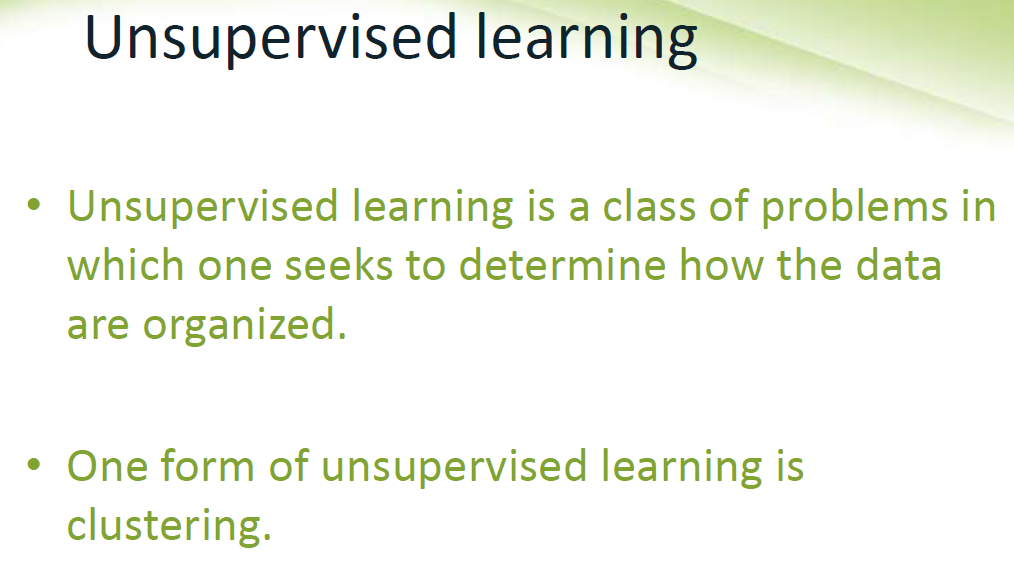 Unsupervised learning
• Unsupervised learning is a class of problems in
which one seeks to determine how the data
are organized.
• One form of unsupervised learning is
clustering.